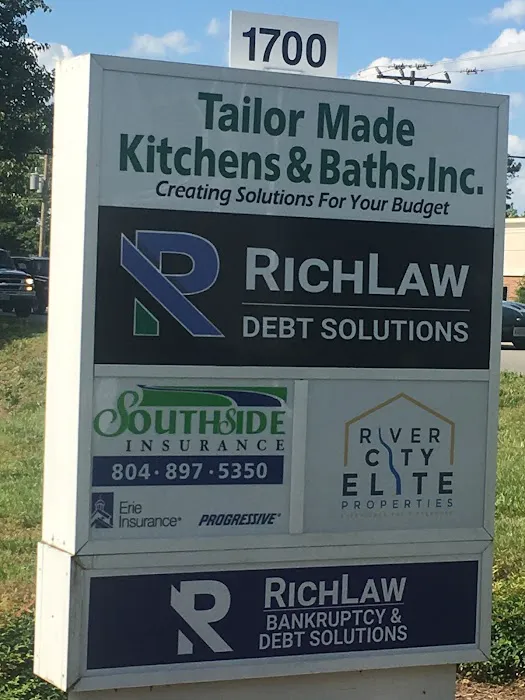 1700
Tailor Made
Kitchens & Baths, Inc.
Creating Solutions For Your Budget
R
RICHLAW
DEBT SOLUTIONS
SOUTHSIDE
INSURANCE
804·897·5350
Erie
Insurance®
PROGRESSIVE®
RIVER
CITY
ELITE
PROPERTIES
R
RICHLAW
BANKRUPTCY &
DEBT SOLUTIONS